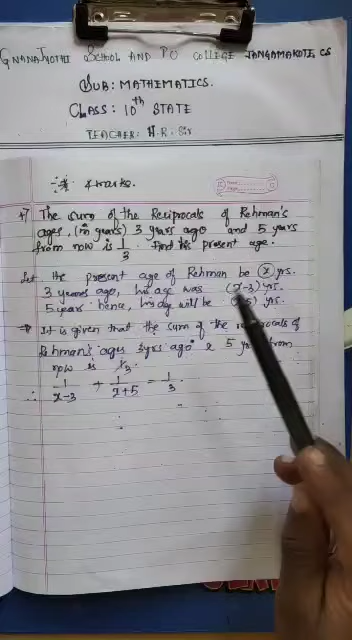 GNANAJYOTHI SCHOOL AND PU COLLEGE JANGAMAKOTE, CS
SUB: MATHEMATICS.
CLASS: 10th STATE
TEACHER: H.R. Sir
4 marks.
47 The sum of the Reciprocals of Rehman's
ages, (in years) 3 years ago and 5 years
from now is 1/3. Find his present age.
Let the present age of Rehman be (x) yrs.
3 years ago, his age was (x-3) yrs.
5 years hence, his age will be yrs.
It is given that the sum of the reciprocals of
Rehman's ages 3yrs ago & 5 from
now is 1/3.
∴ 1/x-3 + 1/x+5 = 1/3.